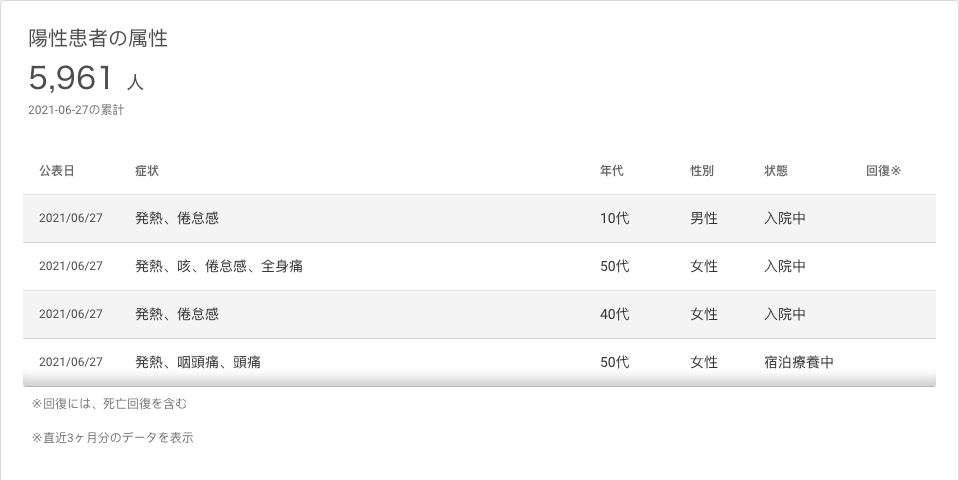 陽性患者の属性
5,961 人
2021-06-27の累計
公表日 症状 年代 性別 状態 回復※
2021/06/27 発熱、倦怠感 10代 男性 入院中
2021/06/27 発熱、咳、倦怠感、全身痛 50代 女性 入院中
2021/06/27 発熱、倦怠感 40代 女性 入院中
2021/06/27 発熱、咽頭痛、頭痛 50代 女性 宿泊療養中
※回復には、死亡回復を含む
※直近3ヶ月分のデータを表示